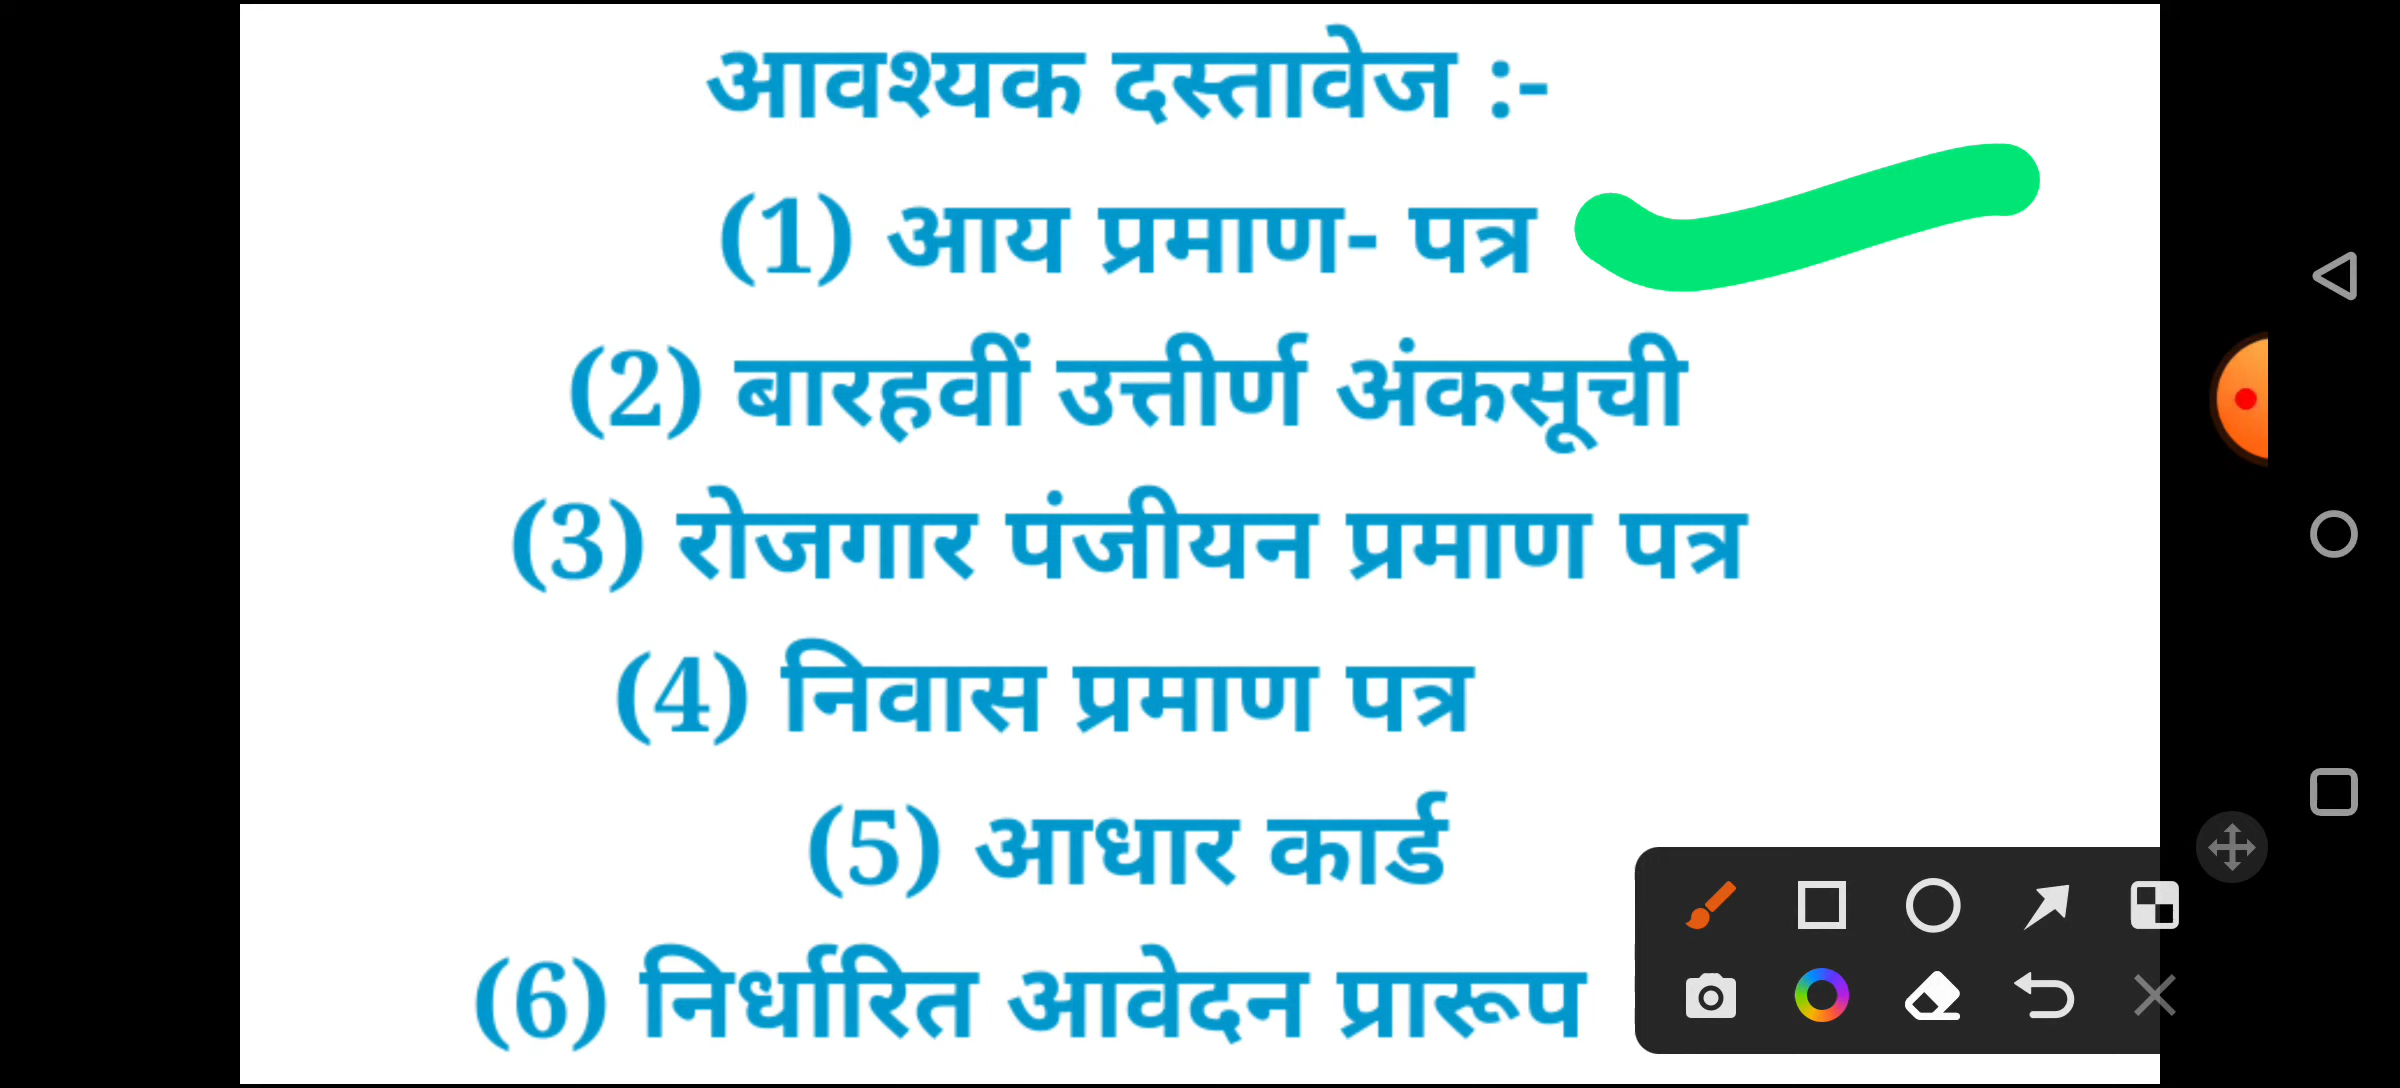 आवश्यक दस्तावेज :-
(1) आय प्रमाण- पत्र
(2) बारहवीं उत्तीर्ण अंकसूची
(3) रोजगार पंजीयन प्रमाण पत्र
(4) निवास प्रमाण पत्र
(5) आधार कार्ड
(6) निर्धारित आवेदन प्रारूप